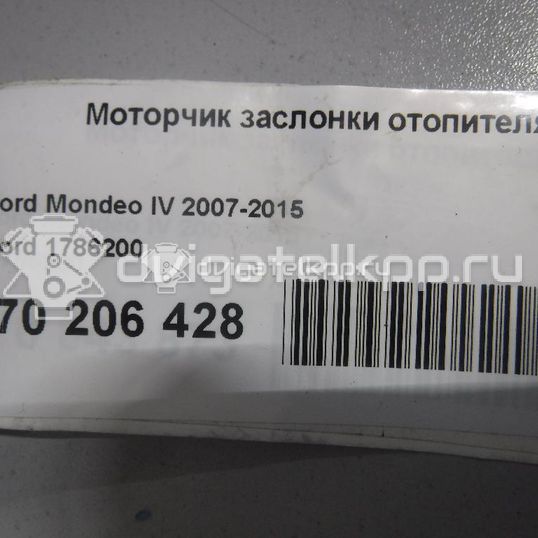 Моторчик заслонки отопителя
ord Mondeo IV 2007-2015
ord 1786200
dvigatelkpp.ru
70 206 428